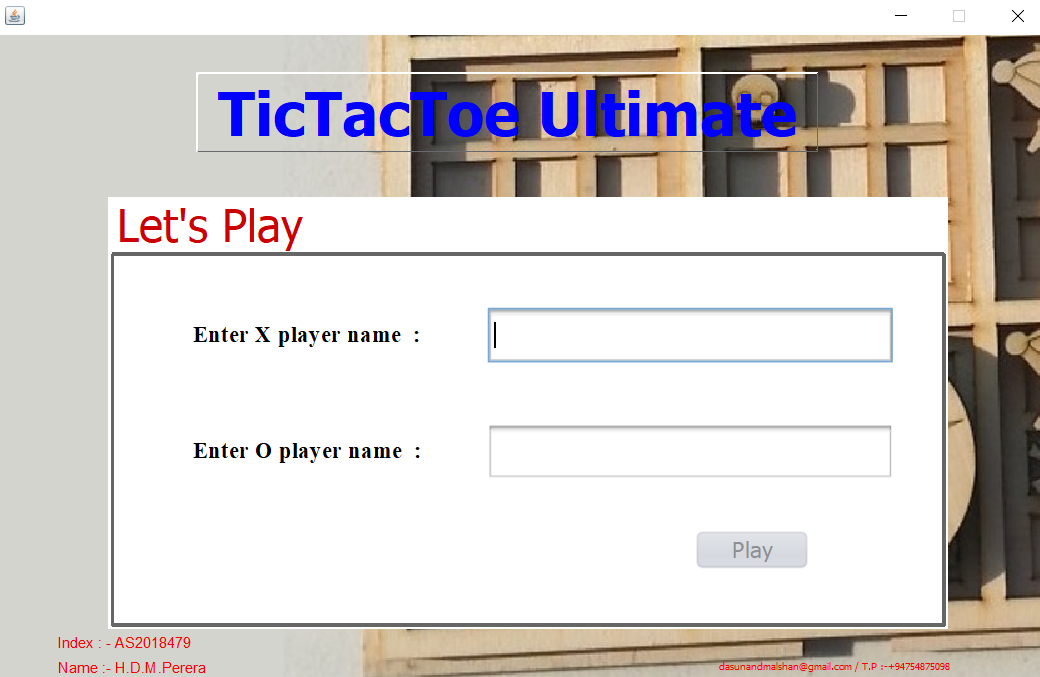 TicTacToe Ultimate
Let's Play
Enter X player name :
Enter O player name :
Play
Index : - AS2018479
Name :- H.D.M.Perera
dasunandmalshan@gmail.com / T.P :-+94754875098